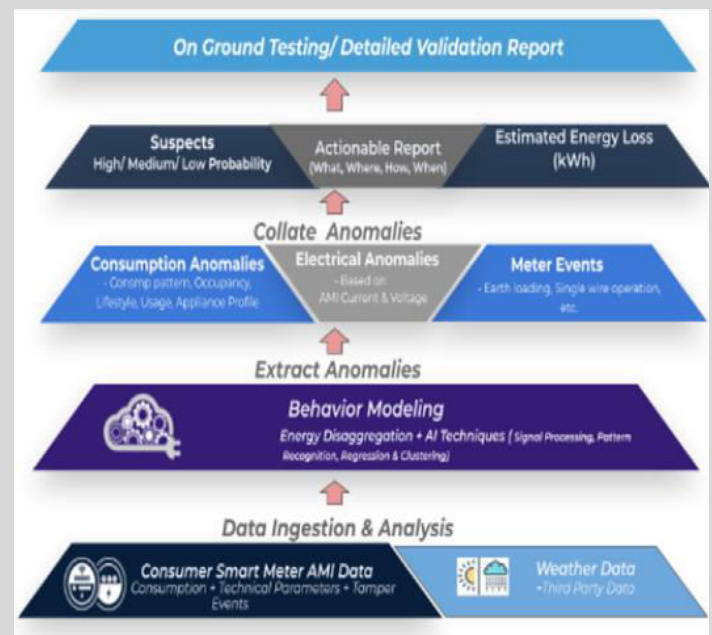 On Ground Testing/ Detailed Validation Report
Suspects
High/ Medium/ Low Probability
Actionable Report
(What, Where, How, When)
Estimated Energy Loss
(kWh)
Collate Anomalies
Consumption Anomalies
- Consmp pattern, Occupancy,
Lifestyle, Usage, Appliance Profile
Electrical Anomalies
- Based on
AMI Current & Voltage
Meter Events
- Earth loading, Single wire operation,
etc.
Extract Anomalies
Behavior Modeling
Energy Disaggregation + AI Techniques ( Signal Processing, Pattern
Recognition, Regression & Clustering)
Data Ingestion & Analysis
Consumer Smart Meter AMI Data
Consumption + Technical Parameters + Tamper
Events
Weather Data
+Third Party Data